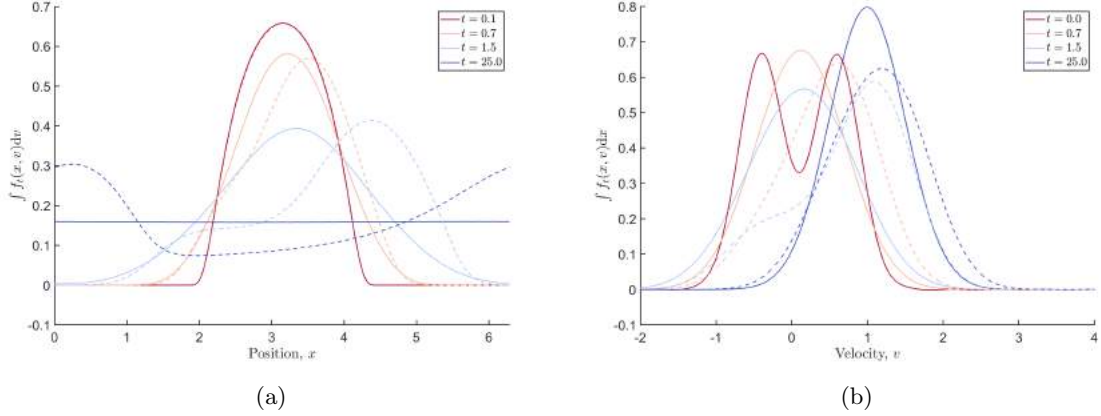 0.7
0.6
0.5
0.4
0.3
0.2
0.1
0
-0.1
∫ fₜ(x, v)dv
0 1 2 3 4 5 6
Position, x
t = 0.1
t = 0.7
t = 1.5
t = 25.0
(a)
0.8
0.7
0.6
0.5
0.4
0.3
0.2
0.1
0
-0.1
∫ fₜ(x, v)dx
-2 -1 0 1 2 3 4
Velocity, v
t = 0.0
t = 0.7
t = 1.5
t = 25.0
(b)